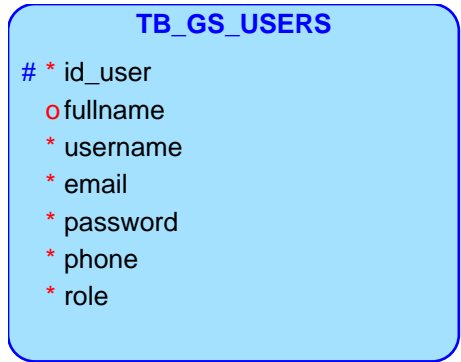 TB_GS_USERS
# * id_user
o fullname
* username
* email
* password
* phone
* role